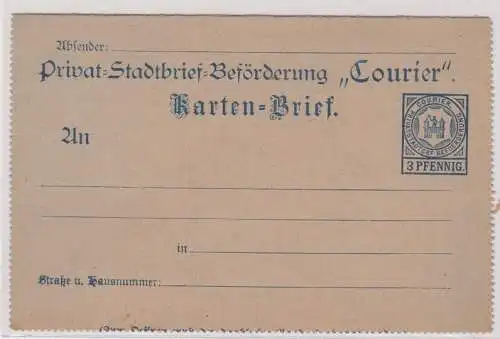 Absender:
Privat-Stadtbrief-Beförderung „Courier“.
Karten-Brief.
An
COURIER
3 PFENNIG.
in
Straße u. Hausnummer: